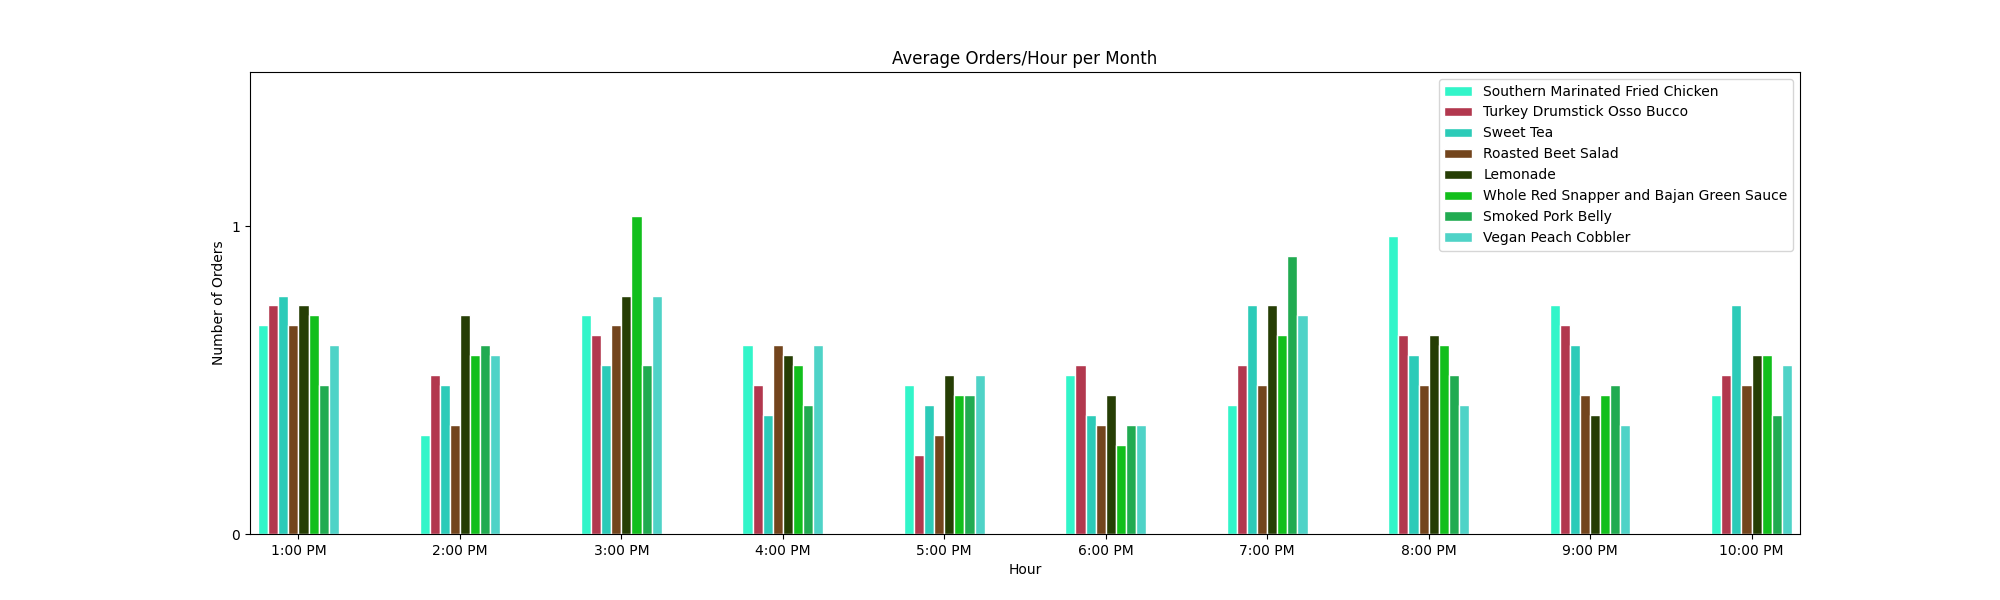 Average Orders/Hour per Month
Southern Marinated Fried Chicken
Turkey Drumstick Osso Bucco
Sweet Tea
Roasted Beet Salad
Lemonade
Whole Red Snapper and Bajan Green Sauce
Smoked Pork Belly
Vegan Peach Cobbler
Number of Orders
1
0
1:00 PM 2:00 PM 3:00 PM 4:00 PM 5:00 PM 6:00 PM 7:00 PM 8:00 PM 9:00 PM 10:00 PM
Hour